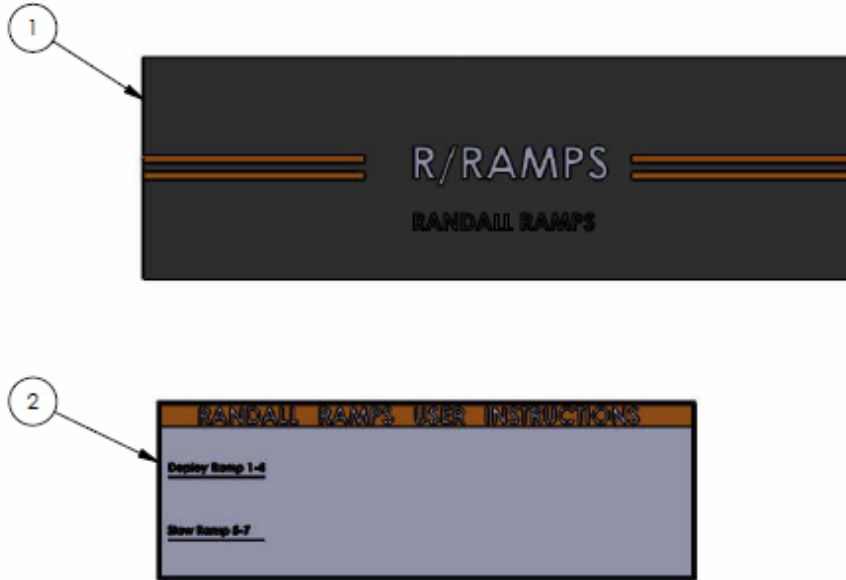 1
R/RAMPS
RANDALL RAMPS
2
RANDALL RAMPS USER INSTRUCTIONS
Deploy Ramp 1-4
Stow Ramp 5-7